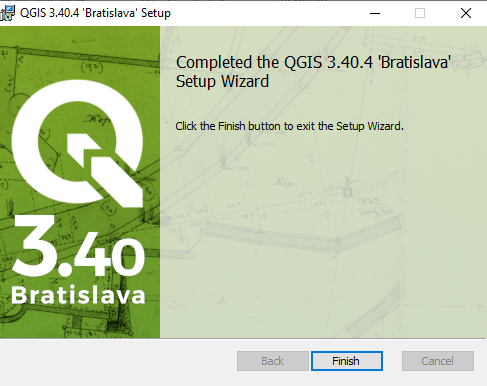 QGIS 3.40.4 'Bratislava' Setup
Completed the QGIS 3.40.4 'Bratislava'
Setup Wizard
Click the Finish button to exit the Setup Wizard.
3.40
Bratislava
Back
Finish
Cancel